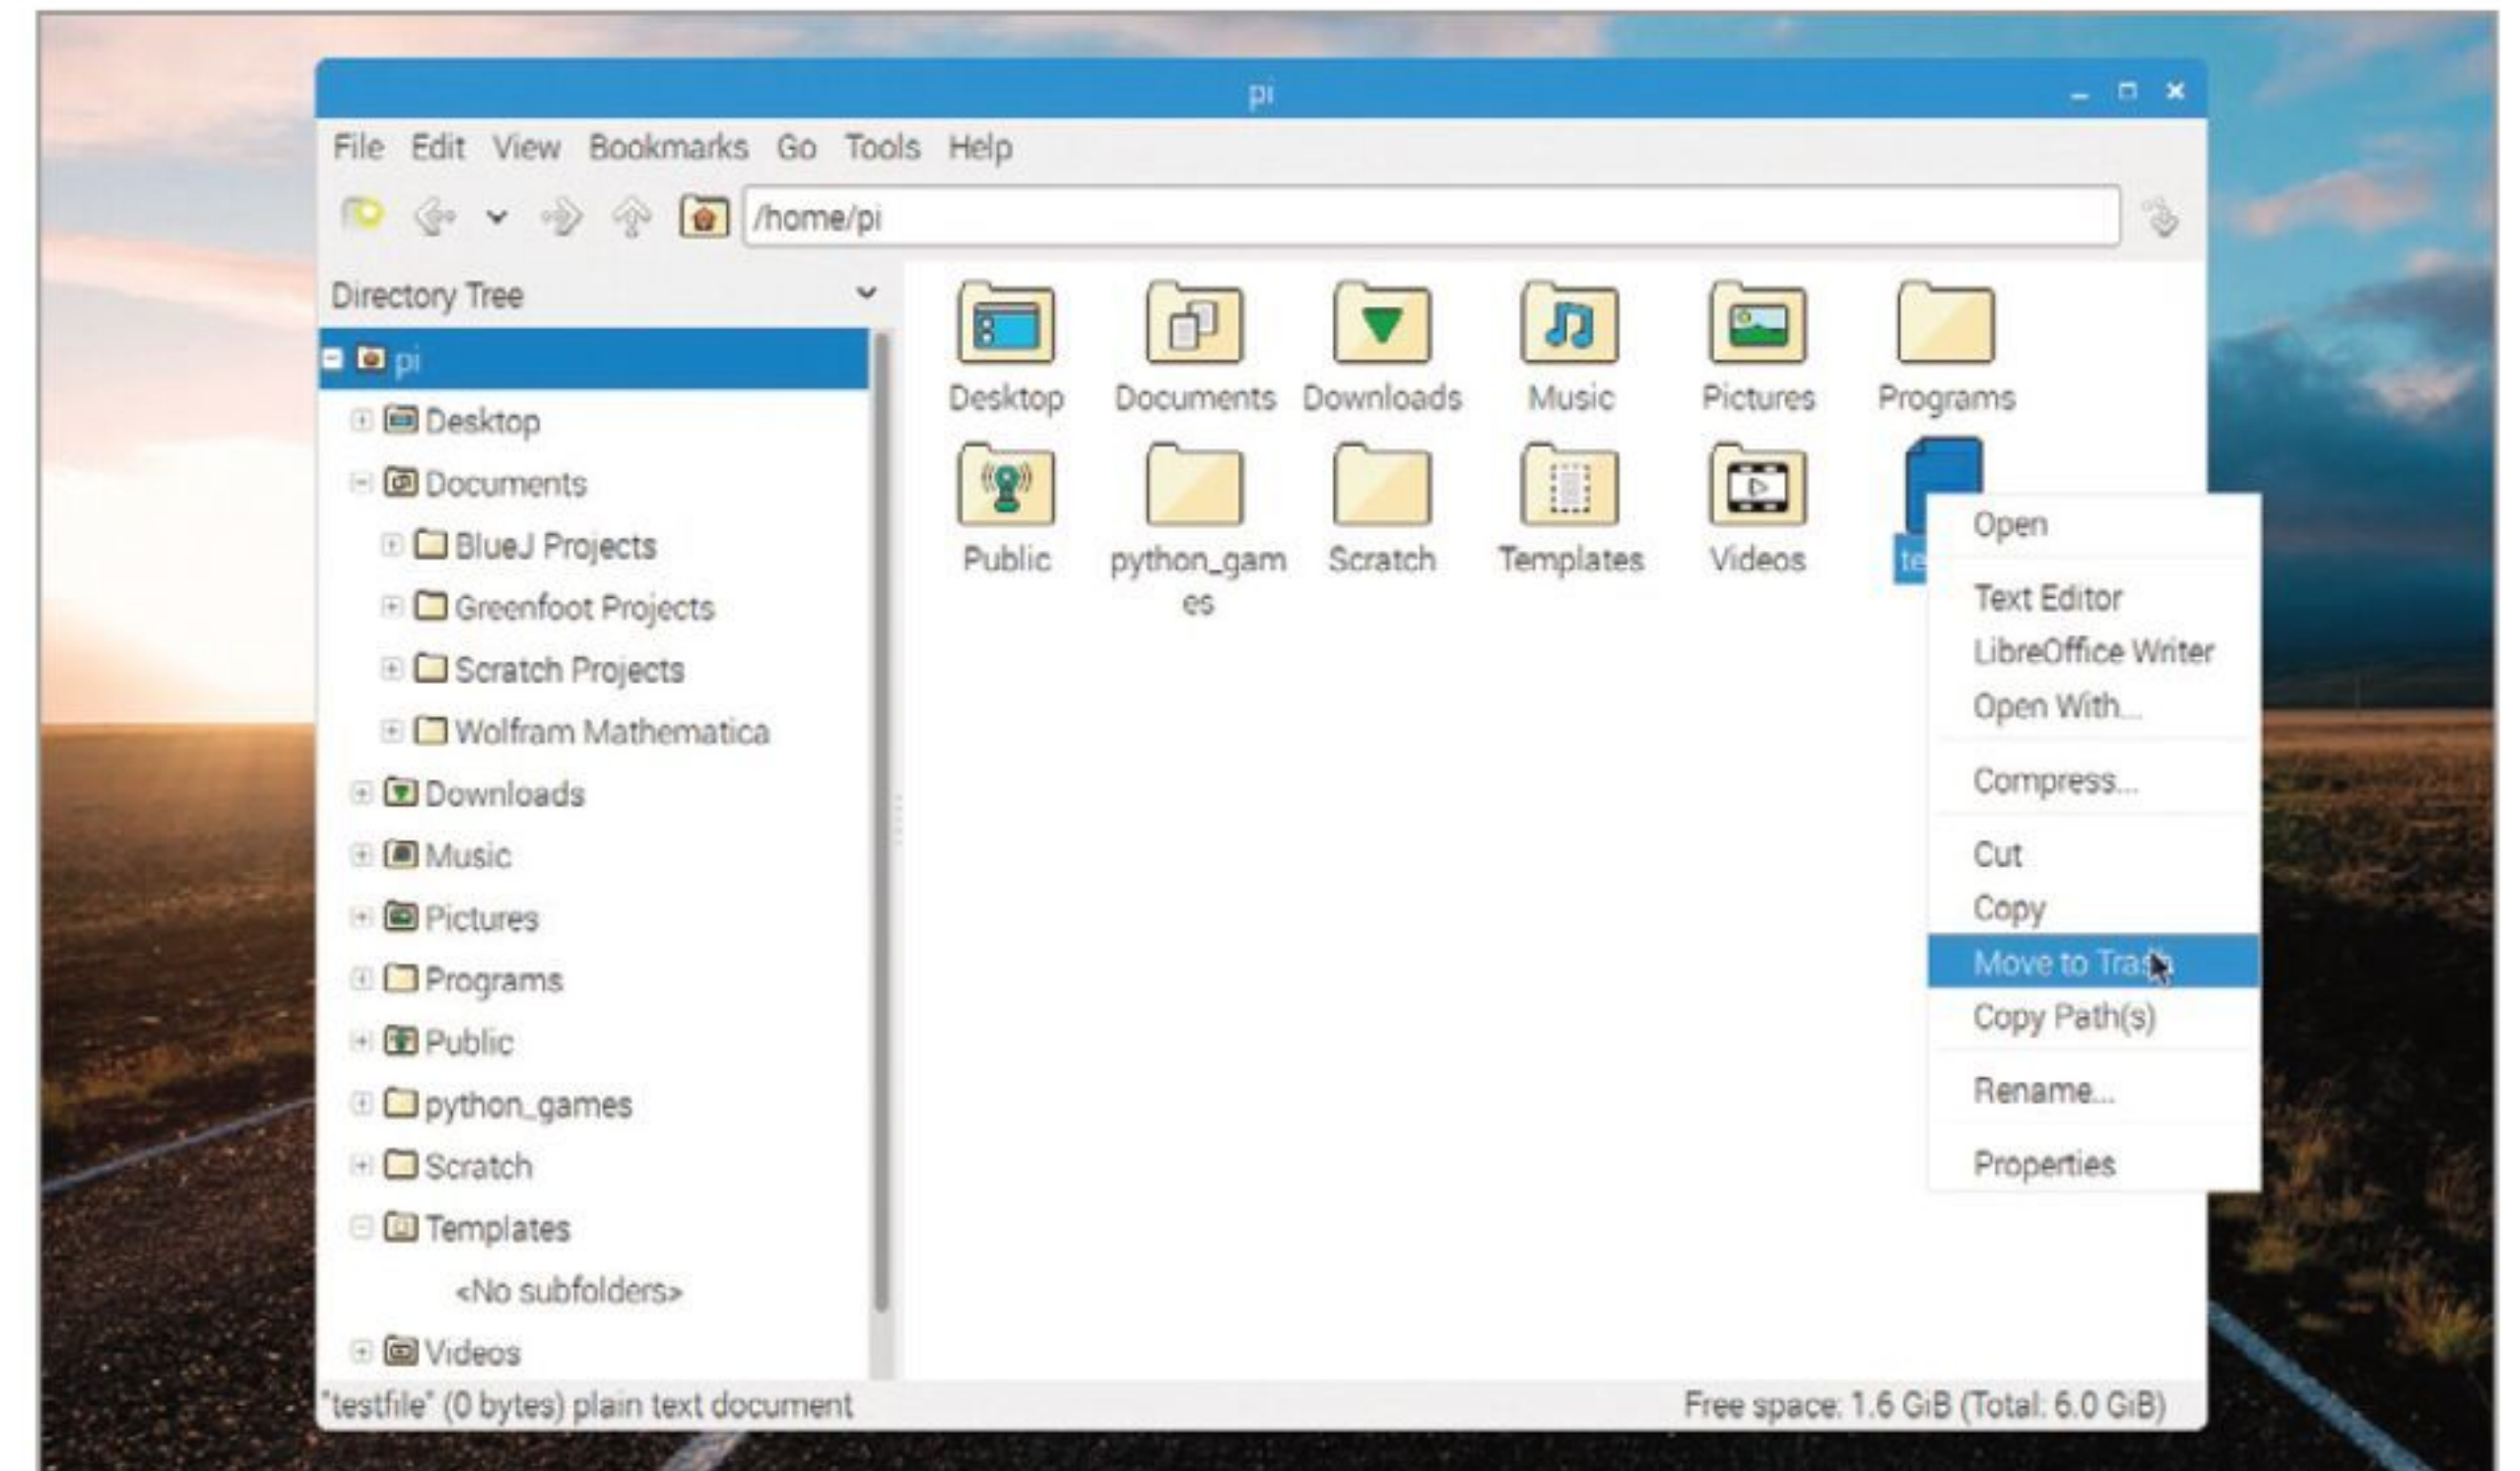 pi
File Edit View Bookmarks Go Tools Help
/home/pi
Directory Tree
pi
Desktop
Documents
BlueJ Projects
Greenfoot Projects
Scratch Projects
Wolfram Mathematica
Downloads
Music
Pictures
Programs
Public
python_games
Scratch
Templates
<No subfolders>
Videos
Desktop Documents Downloads Music Pictures Programs
Public python_gam Scratch Templates Videos te
es
Open
Text Editor
LibreOffice Writer
Open With...
Compress...
Cut
Copy
Move to Trash
Copy Path(s)
Rename...
Properties
"testfile" (0 bytes) plain text document
Free space: 1.6 GiB (Total: 6.0 GiB)